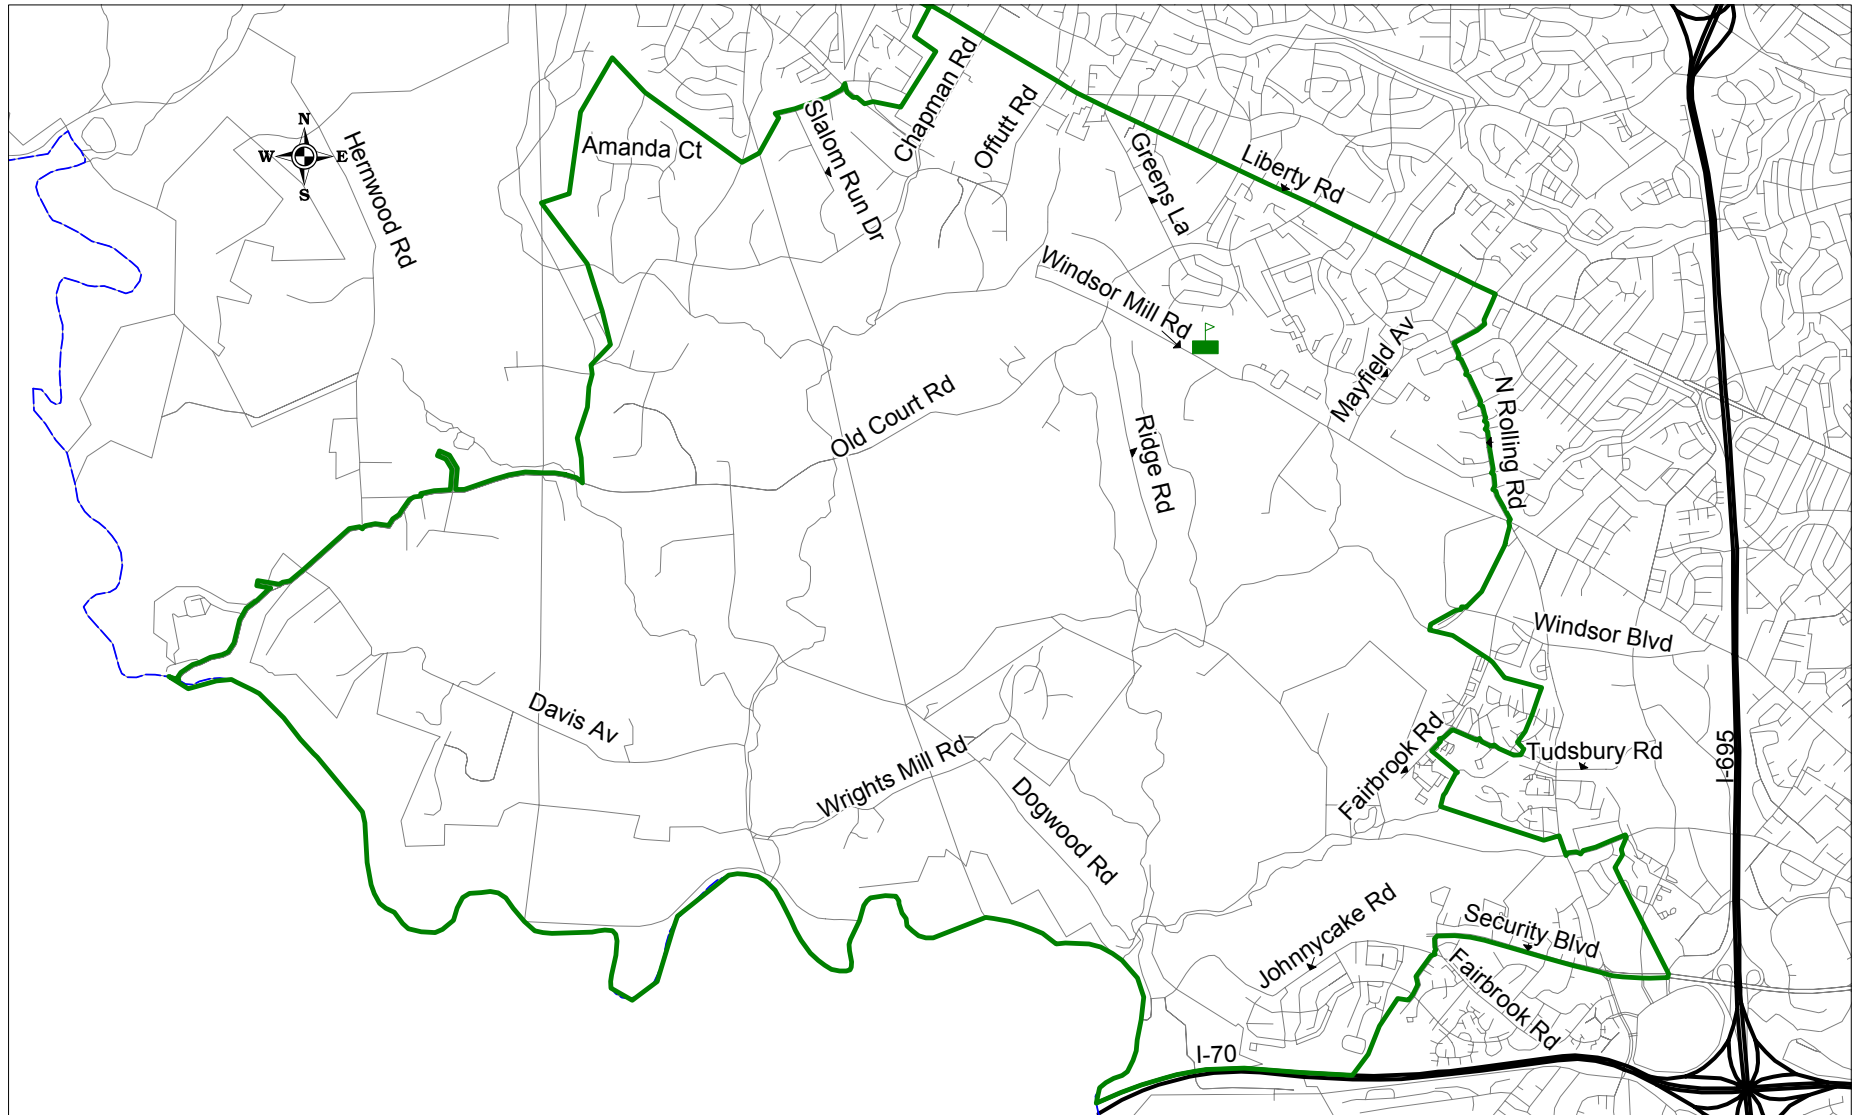 Chapman Rd
Offutt Rd
Slalom Run Dr
Amanda Ct
Hernwood Rd
N
W
E
S
Greens La
Liberty Rd
Windsor Mill Rd
Mayfield Av
N Rolling Rd
Old Court Rd
Ridge Rd
Windsor Blvd
Davis Av
Wrights Mill Rd
Dogwood Rd
Fairbrook Rd
Tudsbury Rd
I-695
Johnnycake Rd
Security Blvd
Fairbrook Rd
I-70